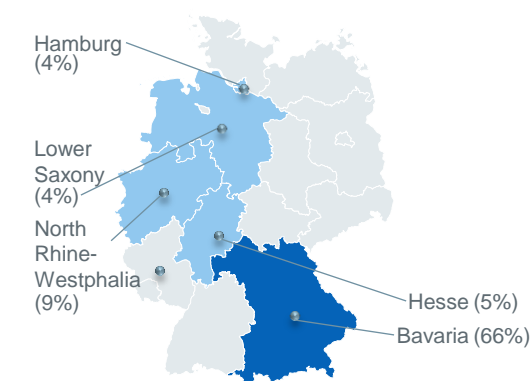 Hamburg
(4%)
Lower
Saxony
(4%)
North
Rhine-
Westphalia
(9%)
Hesse (5%)
Bavaria (66%)